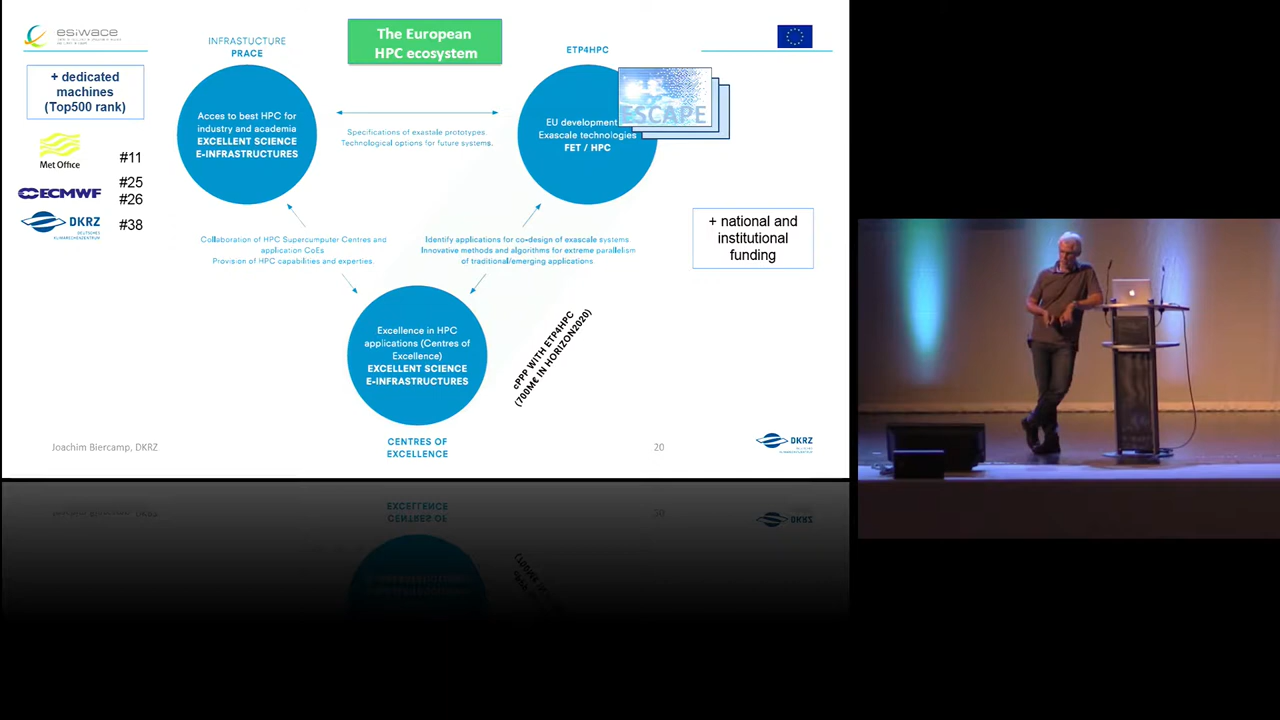 esiwace
INFRASTUCTURE
PRACE
The European
HPC ecosystem
ETP4HPC
+ dedicated
machines
(Top500 rank)
Met Office
#11
ECMWF
#25
#26
DKRZ
DEUTSCHES
KLIMARECHENZENTRUM
#38
Acces to best HPC for
industry and academia
EXCELLENT SCIENCE
E-INFRASTRUCTURES
Specifications of exastale prototypes
Technological options for future systems.
EU development
Exascale technologies
FET / HPC
ESCAPE
+ national and
institutional
funding
Collaboration of HPC Supercumputer Centres and
application CoEs
Provision of HPC capabilities and experties.
Identify applications for co-design of exascale systems
Innovative methods and algorithms for extreme parallelism
of traditional/emerging applications
Excellence in HPC
applications (Centres of
Excellence)
EXCELLENT SCIENCE
E-INFRASTRUCTURES
cPPP WITH ETP4HPC
(700M€ IN HORIZON2020)
CENTRES OF
EXCELLENCE
Joachim Biercamp, DKRZ
20
DKRZ